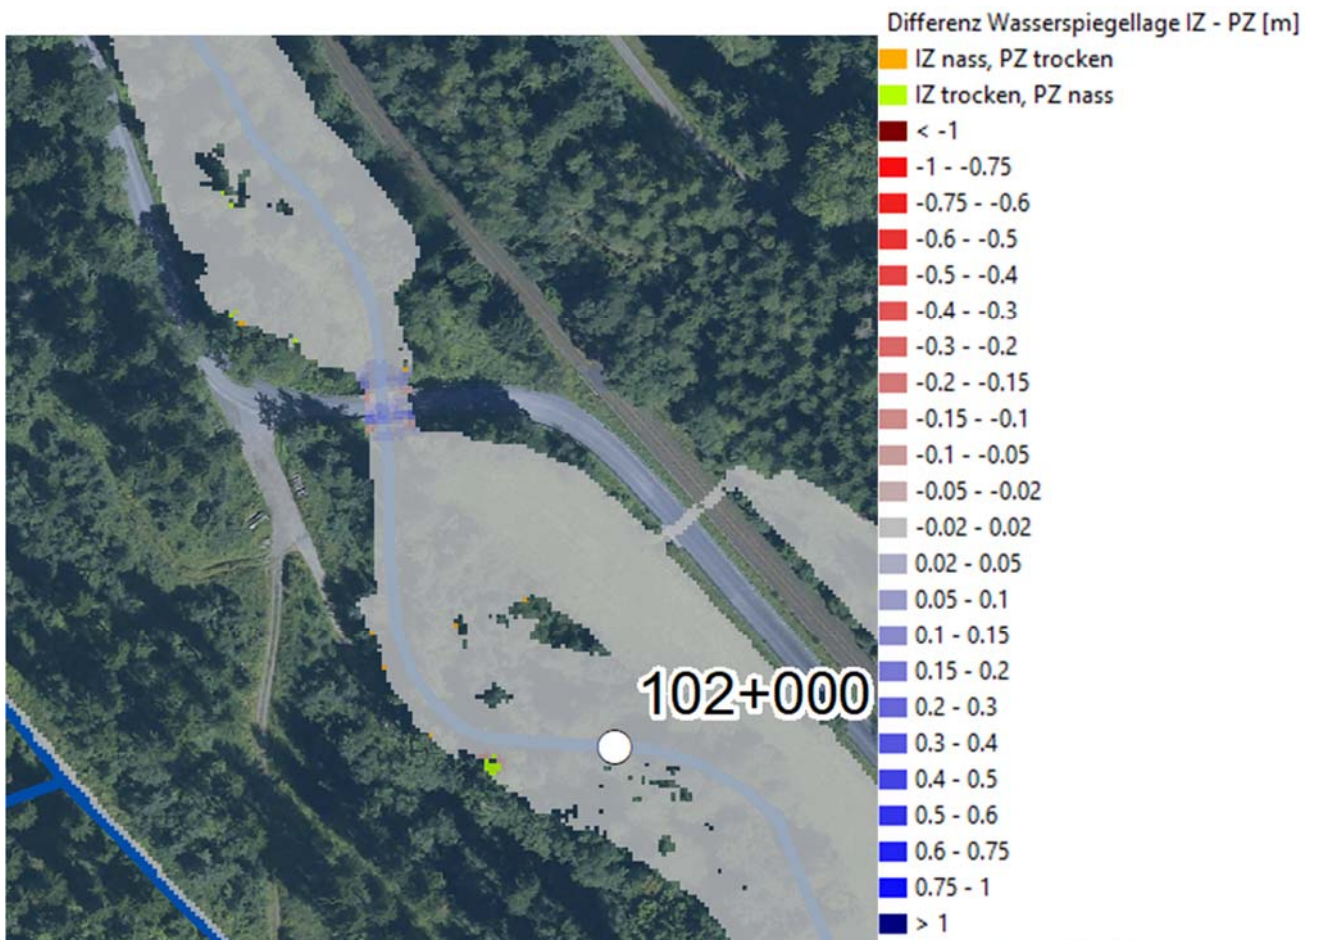 Differenz Wasserspiegellage IZ - PZ [m]
IZ nass, PZ trocken
IZ trocken, PZ nass
< -1
-1 - -0.75
-0.75 - -0.6
-0.6 - -0.5
-0.5 - -0.4
-0.4 - -0.3
-0.3 - -0.2
-0.2 - -0.15
-0.15 - -0.1
-0.1 - -0.05
-0.05 - -0.02
-0.02 - 0.02
0.02 - 0.05
0.05 - 0.1
0.1 - 0.15
0.15 - 0.2
0.2 - 0.3
0.3 - 0.4
0.4 - 0.5
0.5 - 0.6
0.6 - 0.75
0.75 - 1
> 1
102+000